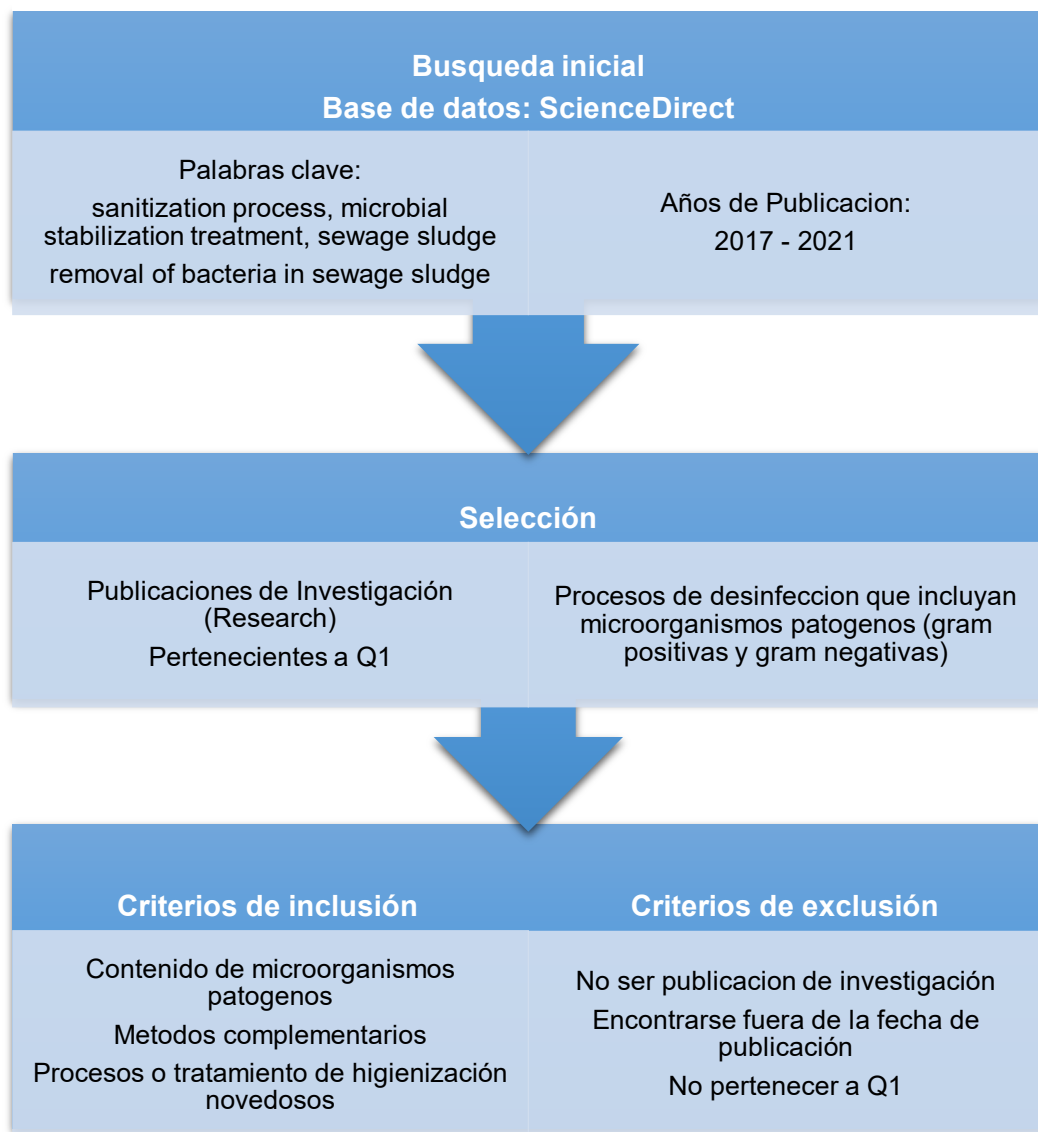 Busqueda inicial
Base de datos: ScienceDirect
Palabras clave:
sanitization process, microbial
stabilization treatment, sewage sludge
removal of bacteria in sewage sludge
Años de Publicacion:
2017 - 2021
Selección
Publicaciones de Investigación
(Research)
Pertenecientes a Q1
Procesos de desinfeccion que incluyan
microorganismos patogenos (gram
positivas y gram negativas)
Criterios de inclusión
Contenido de microorganismos
patogenos
Metodos complementarios
Procesos o tratamiento de higienización
novedosos
Criterios de exclusión
No ser publicacion de investigación
Encontrarse fuera de la fecha de
publicación
No pertenecer a Q1